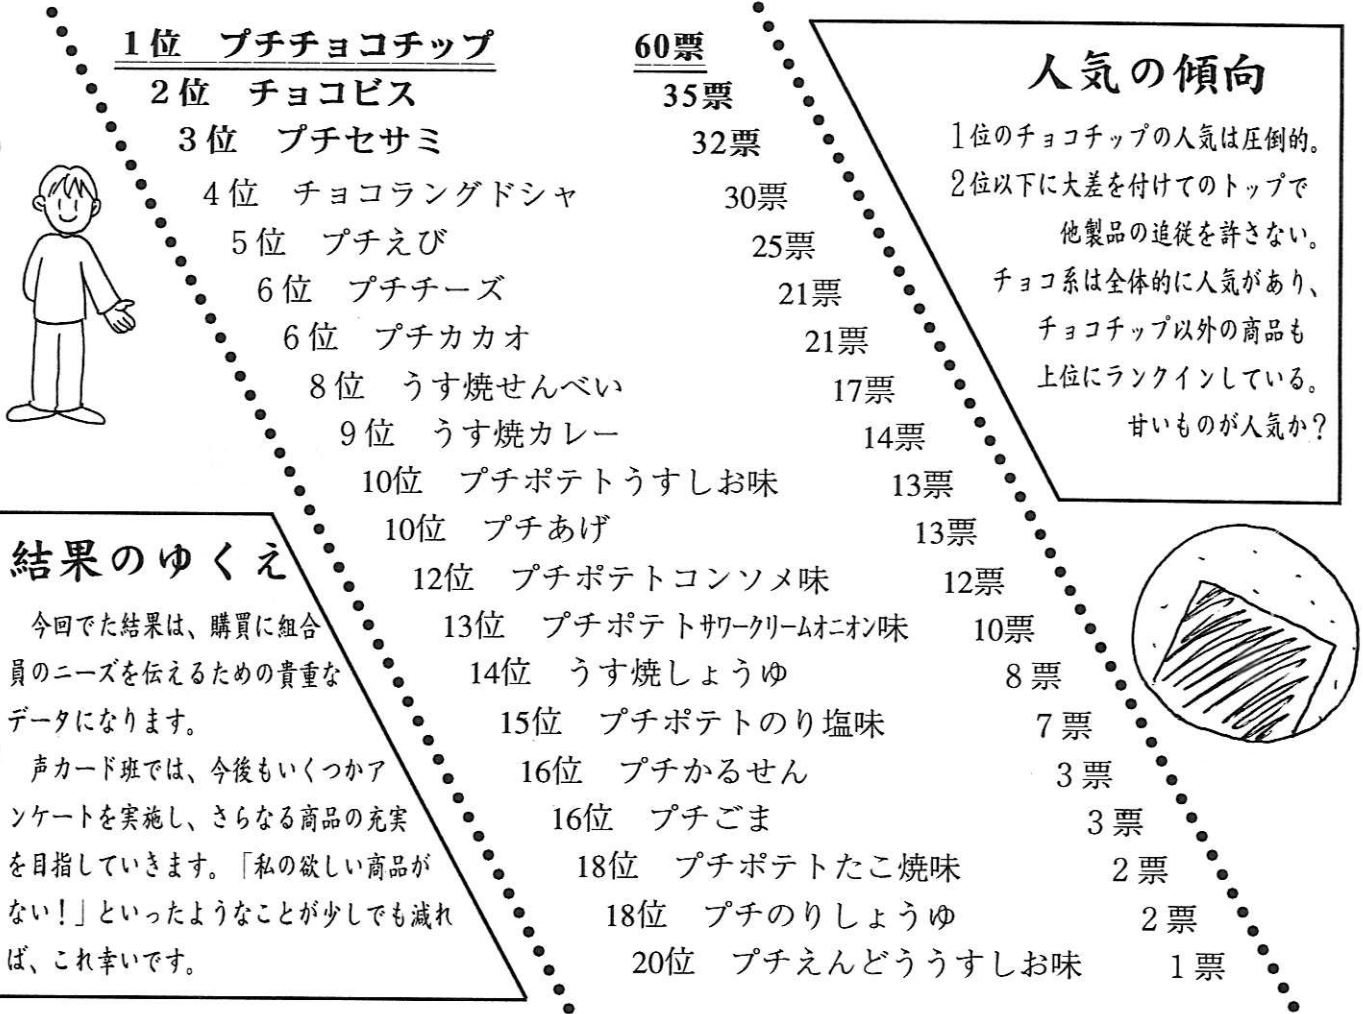 1位 プチチョコチップ 60票
2位 チョコビス 35票
3位 プチセサミ 32票
4位 チョコラングドシャ 30票
5位 プチえび 25票
6位 プチチーズ 21票
6位 プチカカオ 21票
8位 うす焼せんべい 17票
9位 うす焼カレー 14票
10位 プチポテトうすしお味 13票
10位 プチあげ 13票
12位 プチポテトコンソメ味 12票
13位 プチポテトサワークリームオニオン味 10票
14位 うす焼しょうゆ 8票
15位 プチポテトのり塩味 7票
16位 プチかるせん 3票
16位 プチごま 3票
18位 プチポテトたこ焼味 2票
18位 プチのりしょうゆ 2票
20位 プチえんどううすしお味 1票
人気の傾向
1位のチョコチップの人気は圧倒的。
2位以下に大差を付けてのトップで
他製品の追従を許さない。
チョコ系は全体的に人気があり、
チョコチップ以外の商品も
上位にランクインしている。
甘いものが人気か?
結果のゆくえ
今回でた結果は、購買に組合
員のニーズを伝えるための貴重な
データになります。
声カード班では、今後もいくつかア
ンケートを実施し、さらなる商品の充実
を目指していきます。「私の欲しい商品が
ない!」といったようなことが少しでも減れ
ば、これ幸いです。